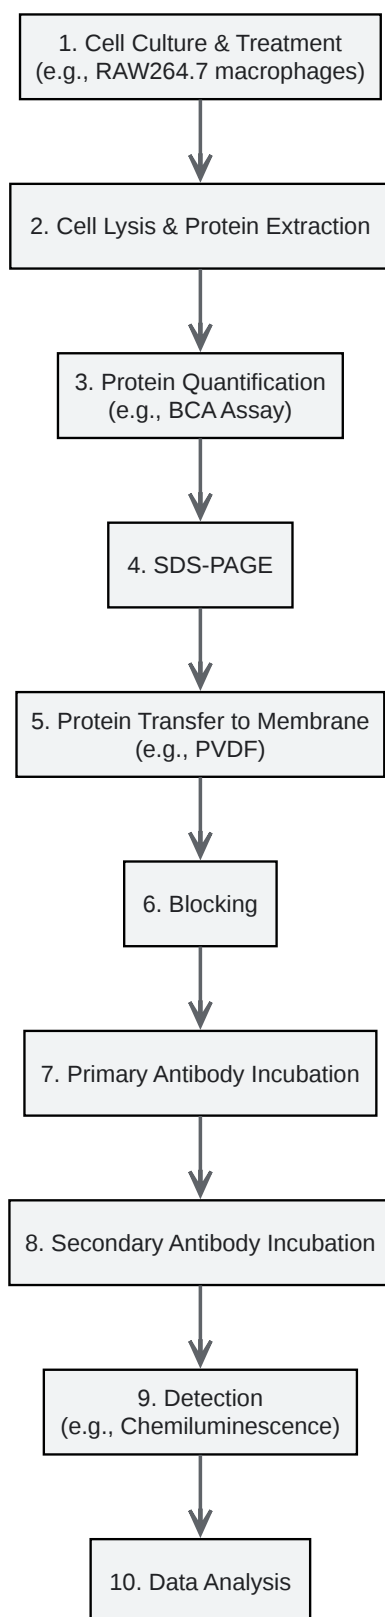 1. Cell Culture & Treatment
(e.g., RAW264.7 macrophages)
2. Cell Lysis & Protein Extraction
3. Protein Quantification
(e.g., BCA Assay)
4. SDS-PAGE
5. Protein Transfer to Membrane
(e.g., PVDF)
6. Blocking
7. Primary Antibody Incubation
8. Secondary Antibody Incubation
9. Detection
(e.g., Chemiluminescence)
10. Data Analysis